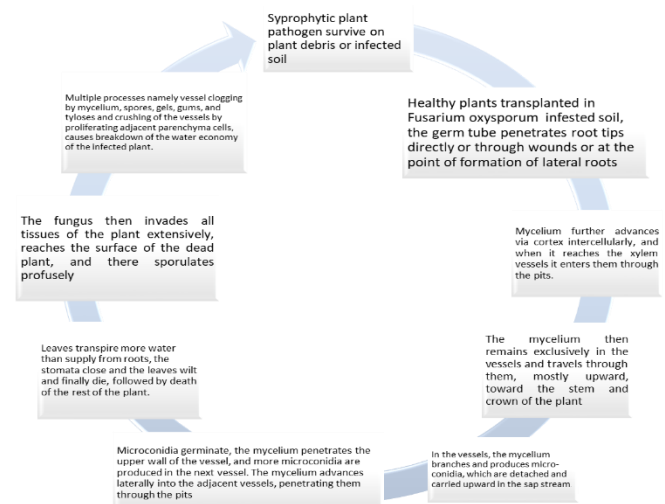 Syprophytic plant
pathogen survive on
plant debris or infected
soil
Healthy plants transplanted in
Fusarium oxysporum infested soil,
the germ tube penetrates root tips
directly or through wounds or at the
point of formation of lateral roots
Mycelium further advances
via cortex intercellularly, and
when it reaches the xylem
vessels it enters them through
the pits.
The mycelium then
remains exclusively in the
vessels and travels through
them, mostly upward,
toward the stem and
crown of the plant
In the vessels, the mycelium
branches and produces micro-
conidia, which are detached and
carried upward in the sap stream
Microconidia germinate, the mycelium penetrates the
upper wall of the vessel, and more microconidia are
produced in the next vessel. The mycelium advances
laterally into the adjacent vessels, penetrating them
through the pits
Leaves transpire more water
than supply from roots, the
stomata close and the leaves wilt
and finally die, followed by death
of the rest of the plant.
The fungus then invades all
tissues of the plant extensively,
reaches the surface of the dead
plant, and there sporulates
profusely
Multiple processes namely vessel clogging
by mycelium, spores, gels, gums, and
tyloses and crushing of the vessels by
proliferating adjacent parenchyma cells,
causes breakdown of the water economy
of the infected plant.